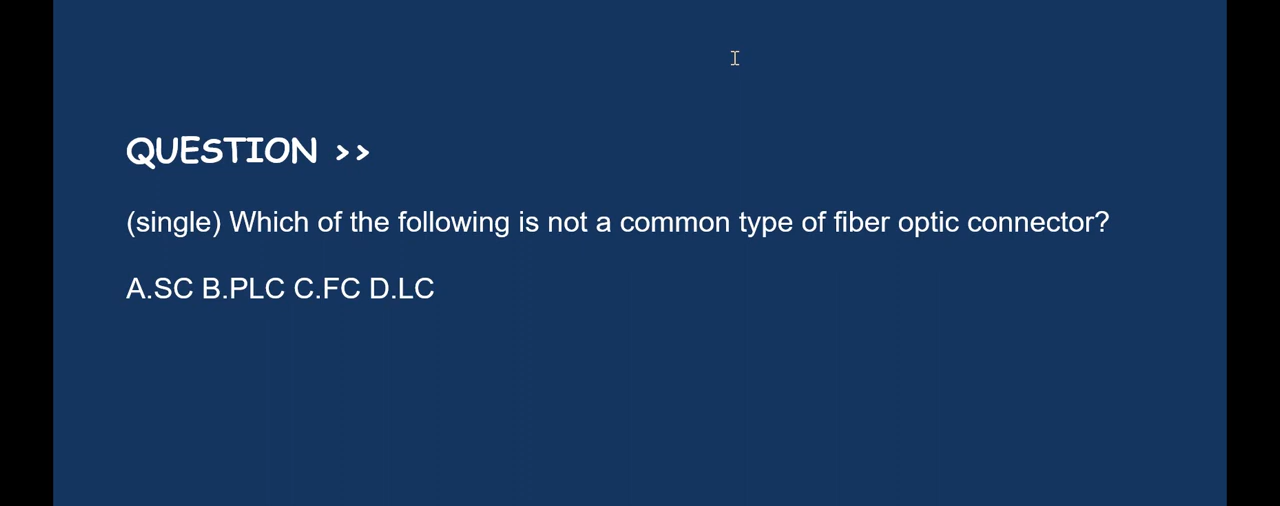 QUESTION >>
(single) Which of the following is not a common type of fiber optic connector?
A.SC B.PLC C.FC D.LC